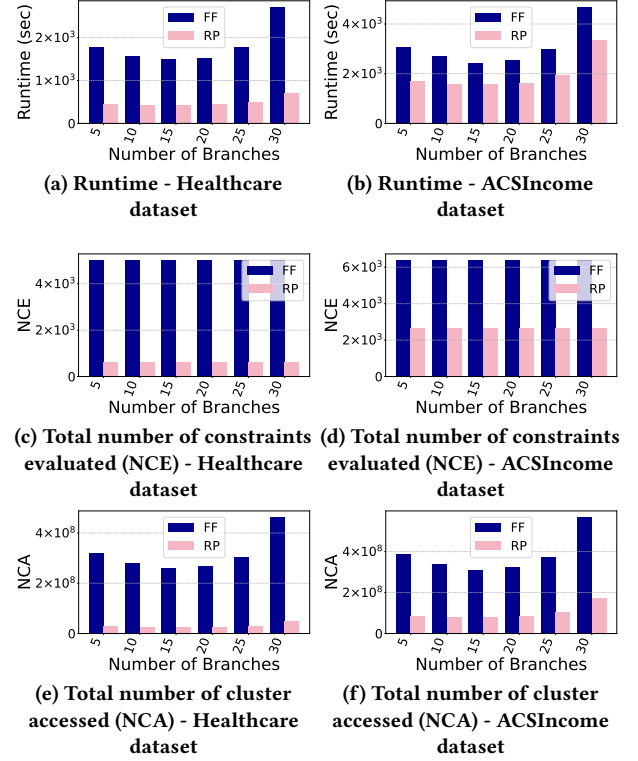 Runtime (sec)
2×10³
1×10³
0
FF
RP
5
10
15
20
25
30
Number of Branches
(a) Runtime - Healthcare
dataset
Runtime (sec)
4×10³
2×10³
0
FF
RP
5
10
15
20
25
30
Number of Branches
(b) Runtime - ACSIncome
dataset
NCE
4×10³
2×10³
0
FF
RP
5
10
15
20
25
30
Number of Branches
(c) Total number of constraints
evaluated (NCE) - Healthcare
dataset
NCE
6×10³
4×10³
2×10³
0
FF
RP
5
10
15
20
25
30
Number of Branches
(d) Total number of constraints
evaluated (NCE) - ACSIncome
dataset
NCA
4×10⁸
2×10⁸
0
FF
RP
5
10
15
20
25
30
Number of Branches
(e) Total number of cluster
accessed (NCA) - Healthcare
dataset
NCA
4×10⁸
2×10⁸
0
FF
RP
5
10
15
20
25
30
Number of Branches
(f) Total number of cluster
accessed (NCA) - ACSIncome
dataset